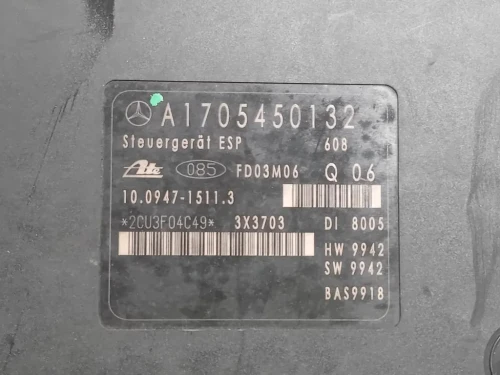 A1705450132
Steuergerät ESP /608
Ate 085 FD03M06 Q 06
10.0947-1511.3
*2CU3F04C49* 3X3703 DI 8005
HW 9942
SW 9942
BAS9918